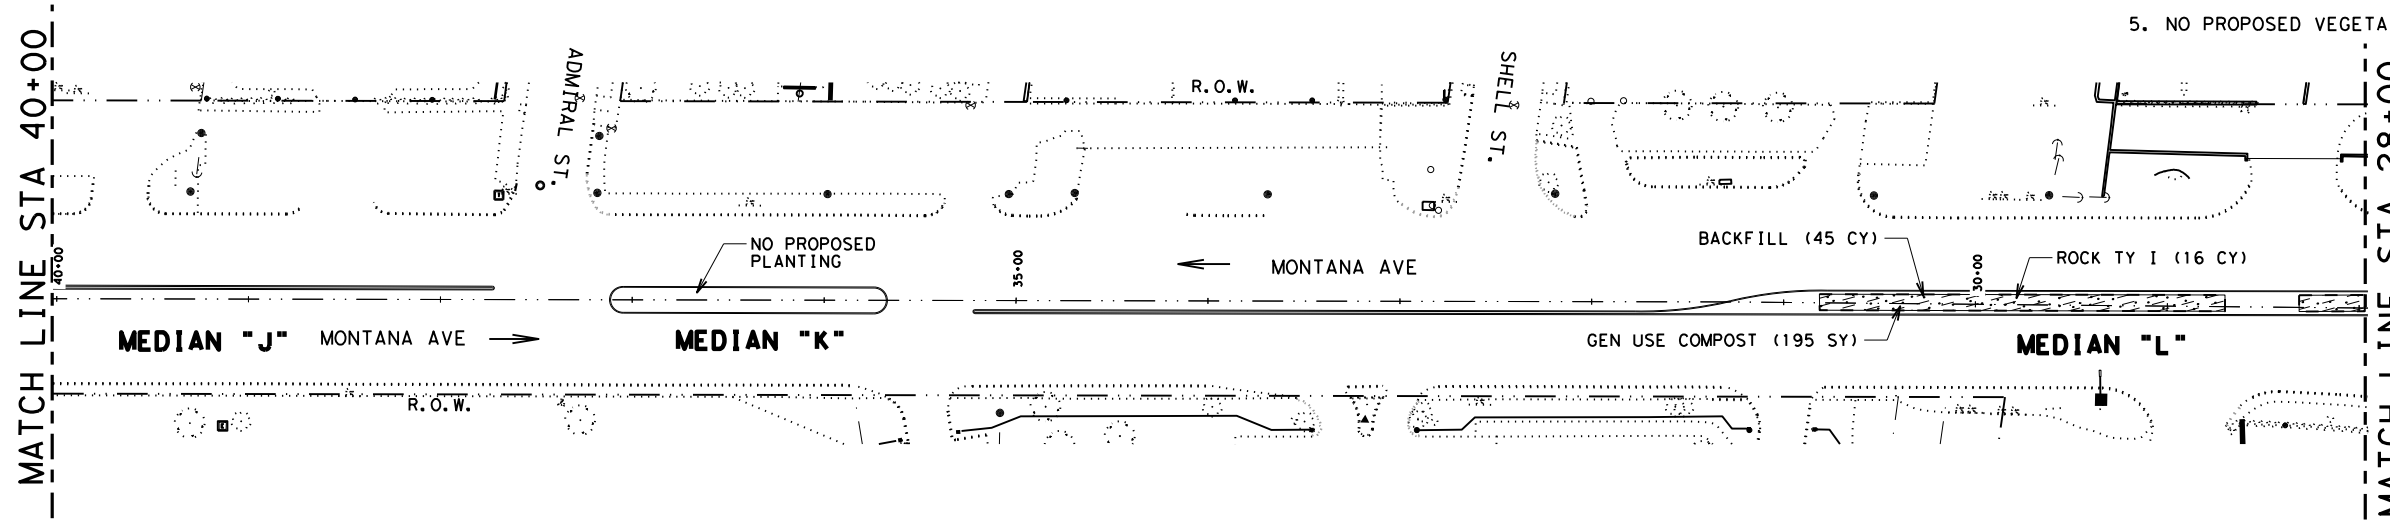 5. NO PROPOSED VEGETA
MATCH LINE STA 40+00
ADMIRAL ST.
R.O.W.
SHELL ST.
MATCH LINE STA 28+00
40+00
NO PROPOSED
PLANTING
35+00
MONTANA AVE
BACKFILL (45 CY)
30+00
ROCK TY I (16 CY)
MEDIAN "J"
MONTANA AVE
MEDIAN "K"
GEN USE COMPOST (195 SY)
MEDIAN "L"
R.O.W.